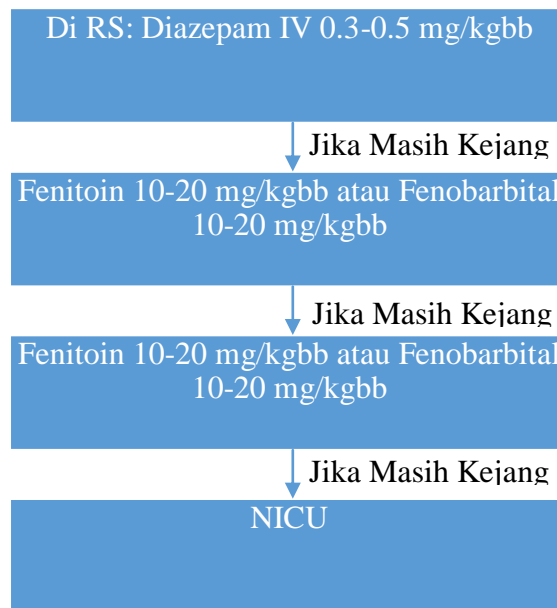 Di RS: Diazepam IV 0.3-0.5 mg/kgbb
Jika Masih Kejang
Fenitoin 10-20 mg/kgbb atau Fenobarbital
10-20 mg/kgbb
Jika Masih Kejang
Fenitoin 10-20 mg/kgbb atau Fenobarbital
10-20 mg/kgbb
Jika Masih Kejang
NICU